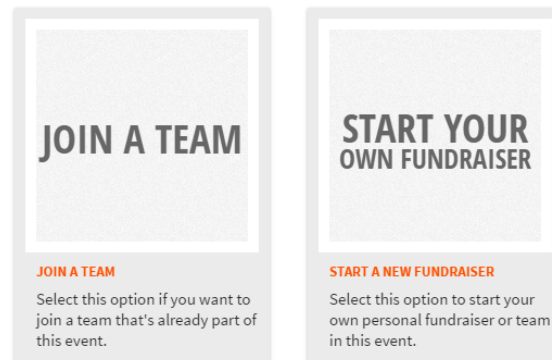 JOIN A TEAM
JOIN A TEAM
Select this option if you want to
join a team that's already part of
this event.
START YOUR
OWN FUNDRAISER
START A NEW FUNDRAISER
Select this option to start your
own personal fundraiser or team
in this event.